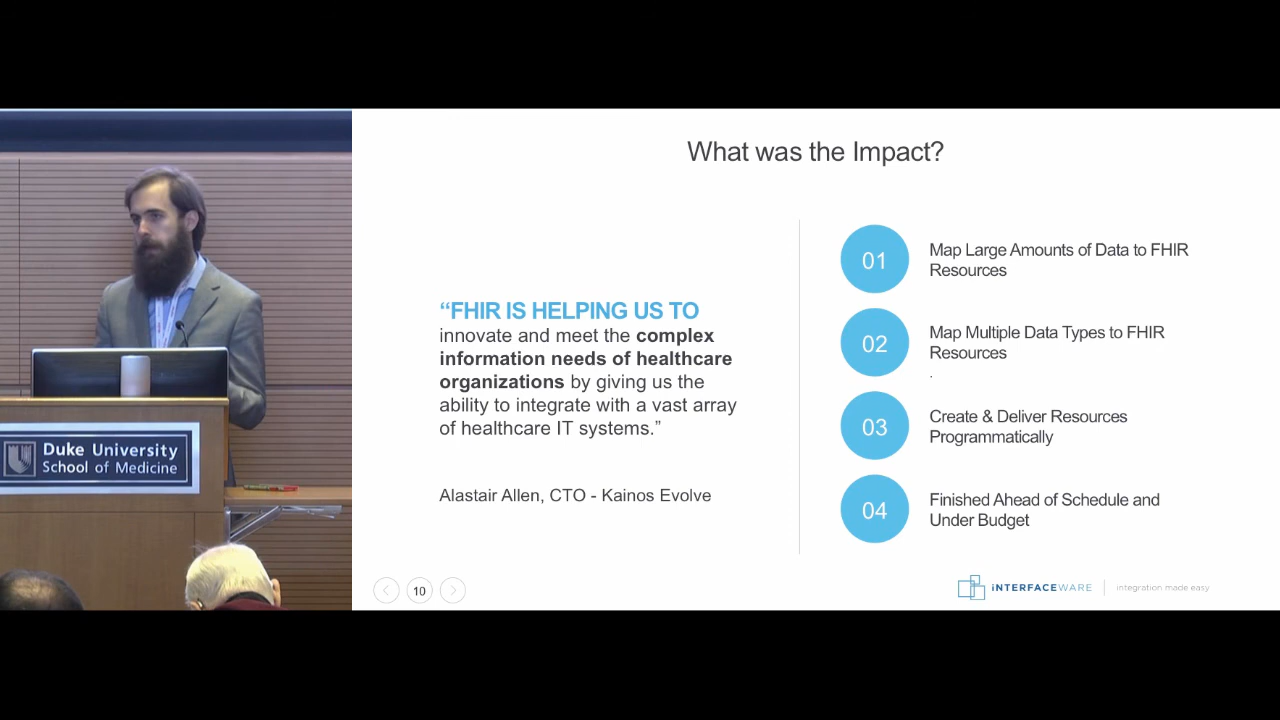 What was the Impact?
“FHIR IS HELPING US TO
innovate and meet the complex
information needs of healthcare
organizations by giving us the
ability to integrate with a vast array
of healthcare IT systems.”
Alastair Allen, CTO - Kainos Evolve
01
Map Large Amounts of Data to FHIR
Resources
02
Map Multiple Data Types to FHIR
Resources
.
03
Create & Deliver Resources
Programmatically
04
Finished Ahead of Schedule and
Under Budget
10
iNTERFACEWARE
integration made easy
Duke University
School of Medicine